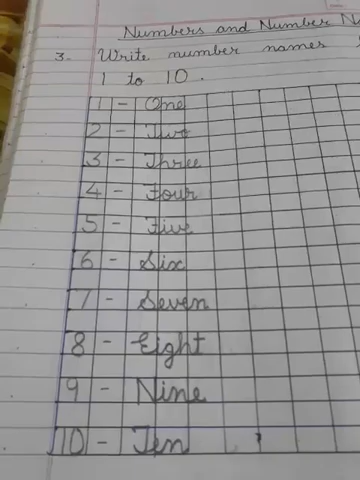 Numbers and Number
3. Write number names
1 to 10.
1 - One
2 - Two
3 - Three
4 - Four
5 - Five
6 - Six
7 - Seven
8 - Eight
9 - Nine
10 - Ten